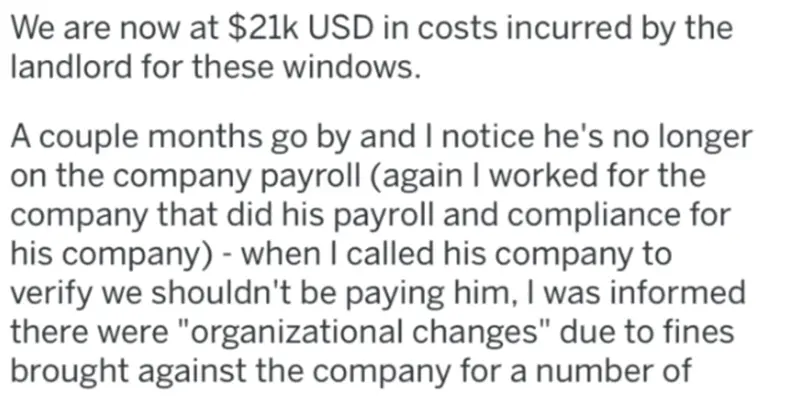 We are now at $21k USD in costs incurred by the
landlord for these windows.
A couple months go by and I notice he's no longer
on the company payroll (again I worked for the
company that did his payroll and compliance for
his company) - when I called his company to
verify we shouldn't be paying him, I was informed
there were "organizational changes" due to fines
brought against the company for a number of